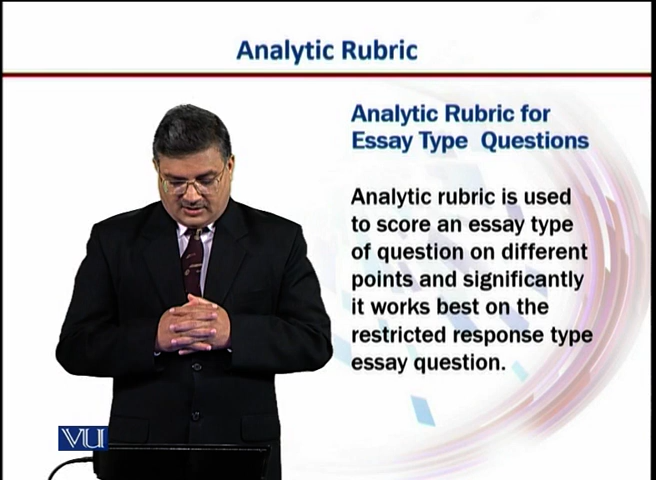 Analytic Rubric
Analytic Rubric for
Essay Type Questions
Analytic rubric is used
to score an essay type
of question on different
points and significantly
it works best on the
restricted response type
essay question.
VU